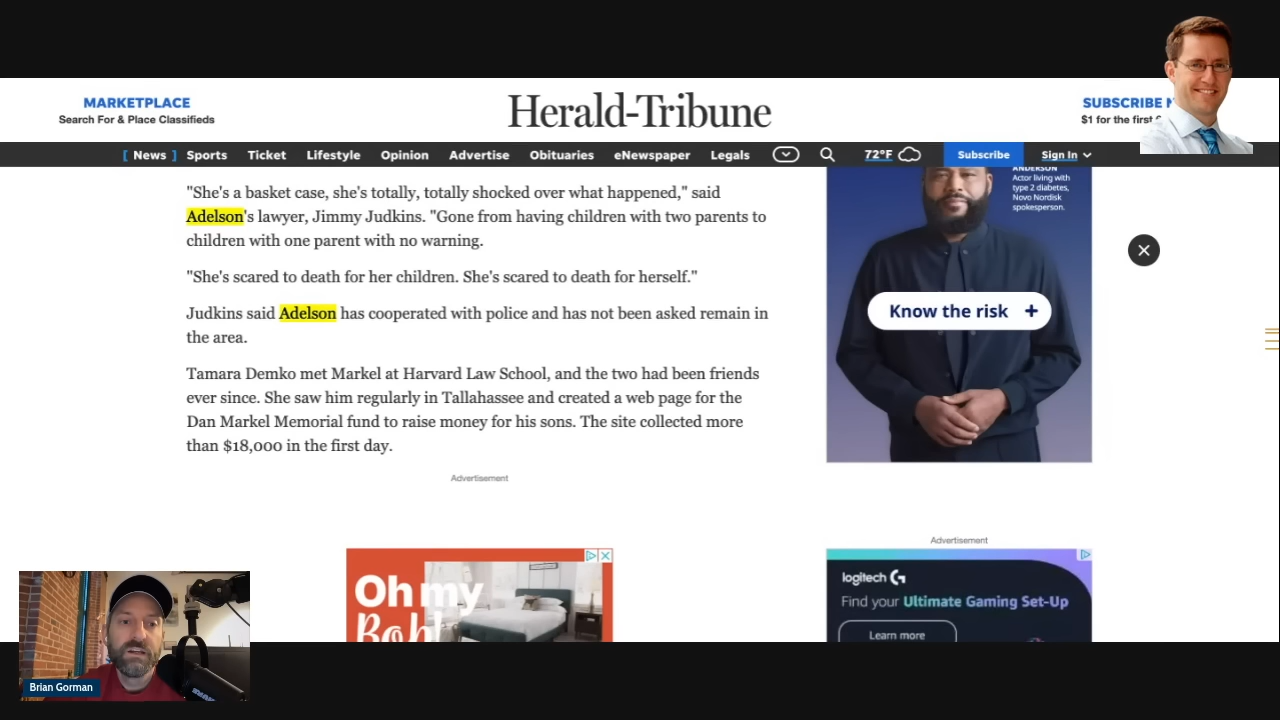 MARKETPLACE
Search For & Place Classifieds
Herald-Tribune
SUBSCRIBE
$1 for the first
[ News ] Sports Ticket Lifestyle Opinion Advertise Obituaries eNewspaper Legals 72°F Subscribe Sign In
"She's a basket case, she's totally, totally shocked over what happened," said
Adelson's lawyer, Jimmy Judkins. "Gone from having children with two parents to
children with one parent with no warning.
"She's scared to death for her children. She's scared to death for herself."
Judkins said Adelson has cooperated with police and has not been asked remain in
the area.
Tamara Demko met Markel at Harvard Law School, and the two had been friends
ever since. She saw him regularly in Tallahassee and created a web page for the
Dan Markel Memorial fund to raise money for his sons. The site collected more
than $18,000 in the first day.
Advertisement
ANDERSON
Actor living with
type 2 diabetes,
Novo Nordisk
spokesperson.
Know the risk +
Advertisement
Oh my
Bob!
logitech G
Find your Ultimate Gaming Set-Up
Learn more
Brian Gorman